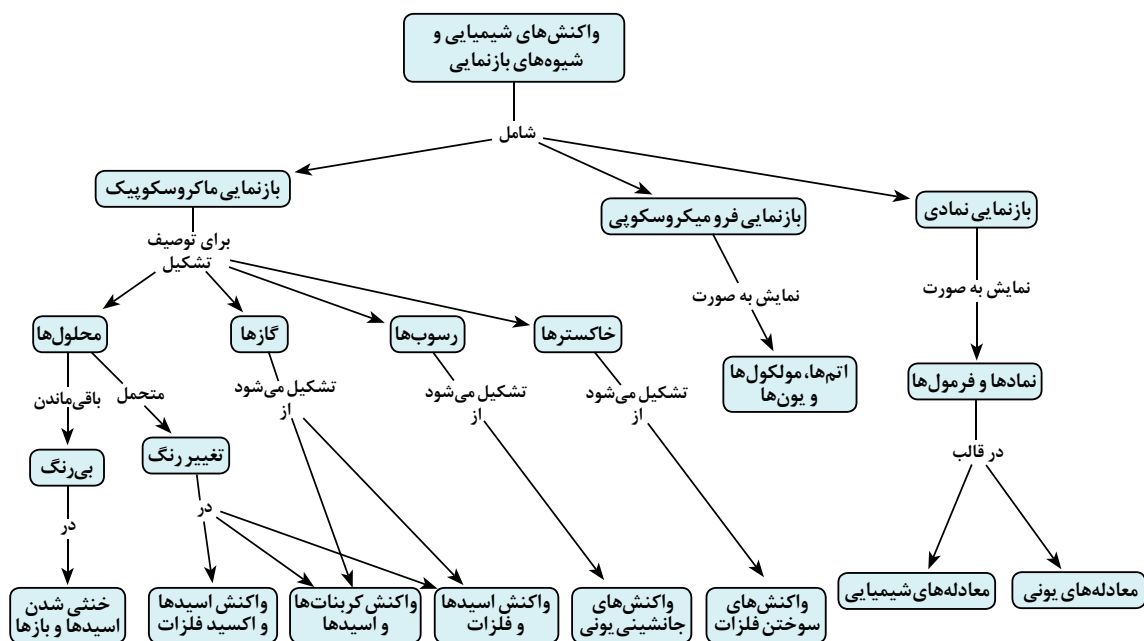 واکنش‌های شیمیایی و
شیوه‌های بازنمایی
شامل
بازنمایی نمادی
بازنمایی فرو میکروسکوپی
بازنمایی ماکروسکوپیک
نمایش به صورت
نمایش به صورت
برای توصیف
تشکیل
نمادها و فرمول‌ها
اتم‌ها، مولکول‌ها
و یون‌ها
خاکسترها
رسوب‌ها
گازها
محلول‌ها
در قالب
تشکیل می‌شود
از
تشکیل می‌شود
از
تشکیل می‌شود
از
متحمل
باقی‌ماندن
تغییر رنگ
بی‌رنگ
در
در
معادله‌های یونی
معادله‌های شیمیایی
واکنش‌های
سوختن فلزات
واکنش‌های
جانشینی یونی
واکنش اسیدها
و فلزات
واکنش کربنات‌ها
و اسیدها
واکنش اسیدها
و اکسید فلزات
خنثی شدن
اسیدها و بازها